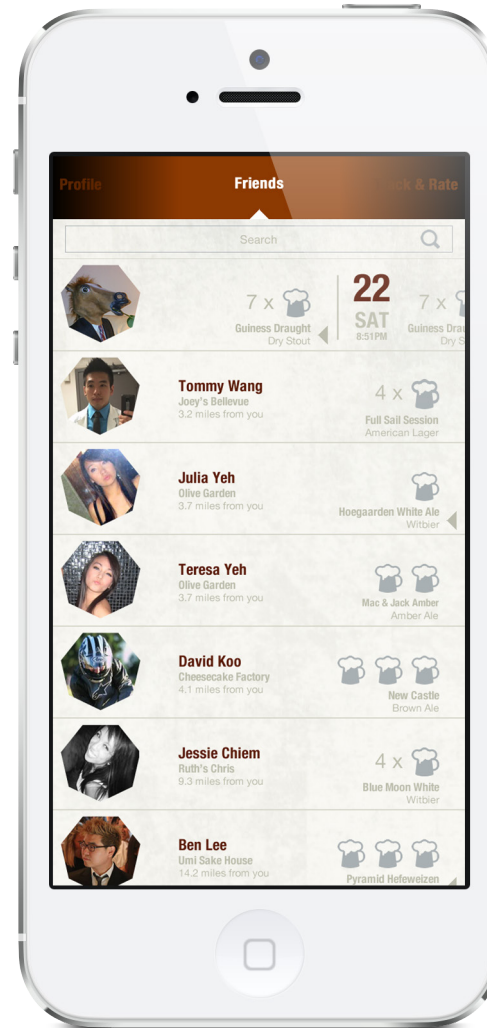 Profile
Friends
& Rate
Search
7 x
Guiness Draught
Dry Stout
22
SAT
8:51PM
7 x
Guiness Drau
Dry S
Tommy Wang
Joey's Bellevue
3.2 miles from you
4 x
Full Sail Session
American Lager
Julia Yeh
Olive Garden
3.7 miles from you
Hoegaarden White Ale
Witbier
Teresa Yeh
Olive Garden
3.7 miles from you
Mac & Jack Amber
Amber Ale
David Koo
Cheesecake Factory
4.1 miles from you
New Castle
Brown Ale
Jessie Chiem
Ruth's Chris
9.3 miles from you
4 x
Blue Moon White
Witbier
Ben Lee
Umi Sake House
14.2 miles from you
Pyramid Hefeweizen